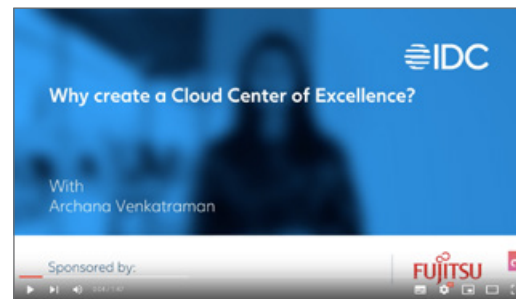 IDC
Why create a Cloud Center of Excellence?
With
Archana Venkatraman
Sponsored by:
FUJITSU